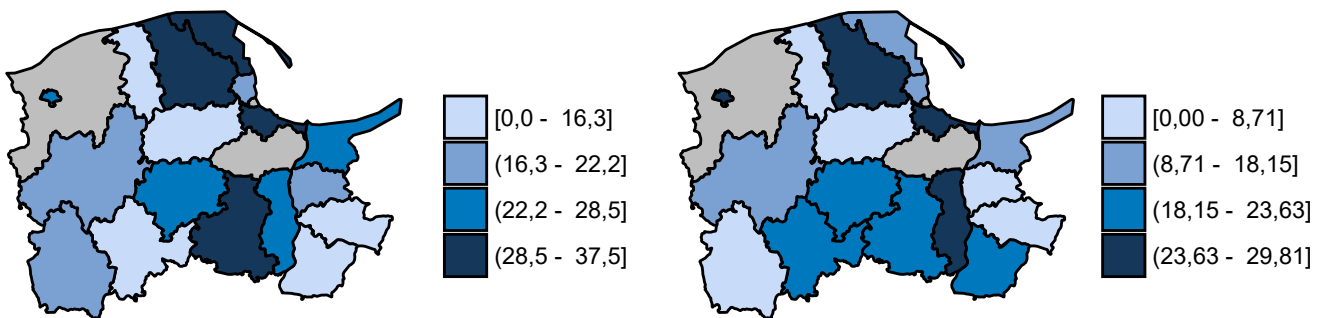 [0,0 - 16,3]
(16,3 - 22,2]
(22,2 - 28,5]
(28,5 - 37,5]
[0,00 - 8,71]
(8,71 - 18,15]
(18,15 - 23,63]
(23,63 - 29,81]